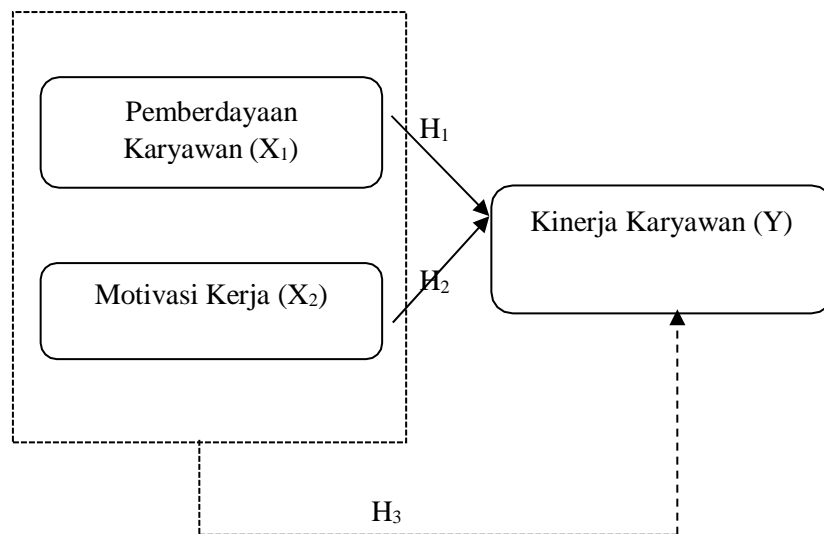 Pemberdayaan
Karyawan (X₁)
H₁
Kinerja Karyawan (Y)
Motivasi Kerja (X₂)
H₂
H₃